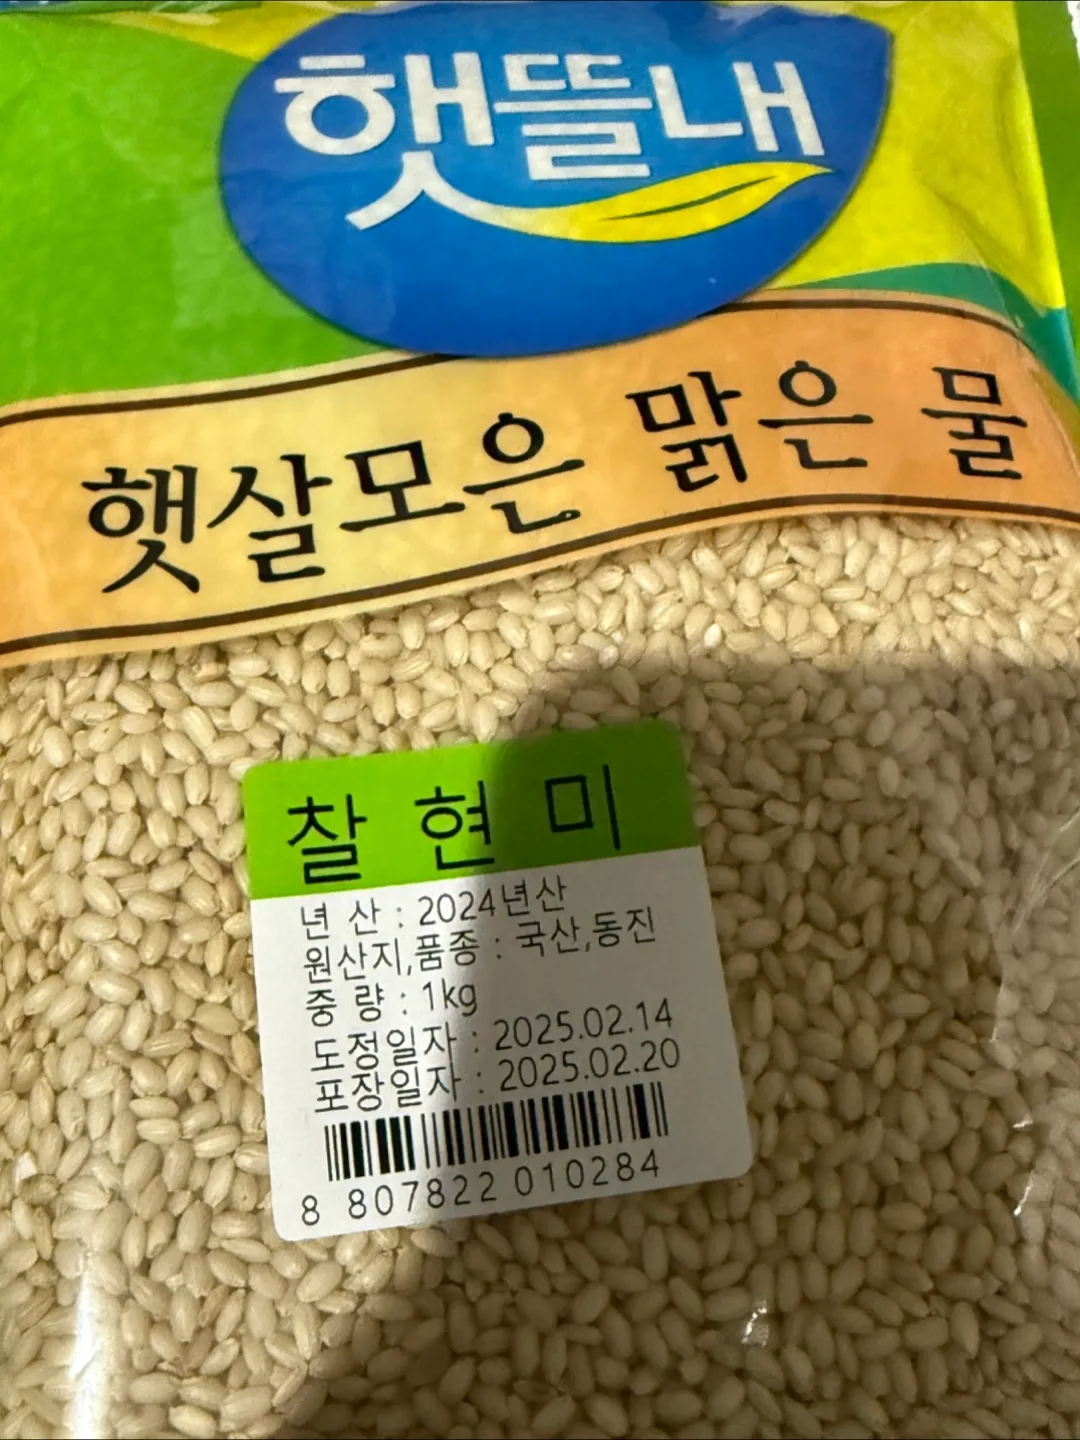 햇뜰내
햇살모은 맑은 물
찰 현 미
년 산 : 2024년산
원산지,품종 : 국산,동진
중 량 : 1kg
도정일자 : 2025.02.14
포장일자 : 2025.02.20
8 807822 010284